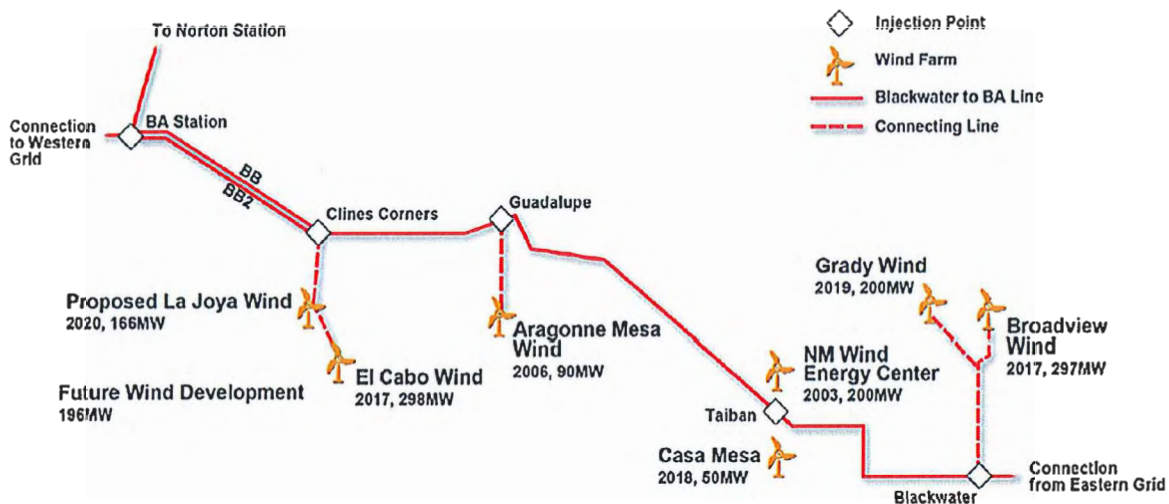 To Norton Station
Injection Point
Wind Farm
Blackwater to BA Line
Connecting Line
Connection
to Western
Grid
BA Station
BB
BB2
Clines Corners
Guadalupe
Proposed La Joya Wind
2020, 166MW
El Cabo Wind
2017, 298MW
Future Wind Development
196MW
Aragonne Mesa
Wind
2006, 90MW
NM Wind
Energy Center
2003, 200MW
Taiban
Casa Mesa
2018, 50MW
Grady Wind
2019, 200MW
Broadview
Wind
2017, 297MW
Blackwater
Connection
from Eastern Grid